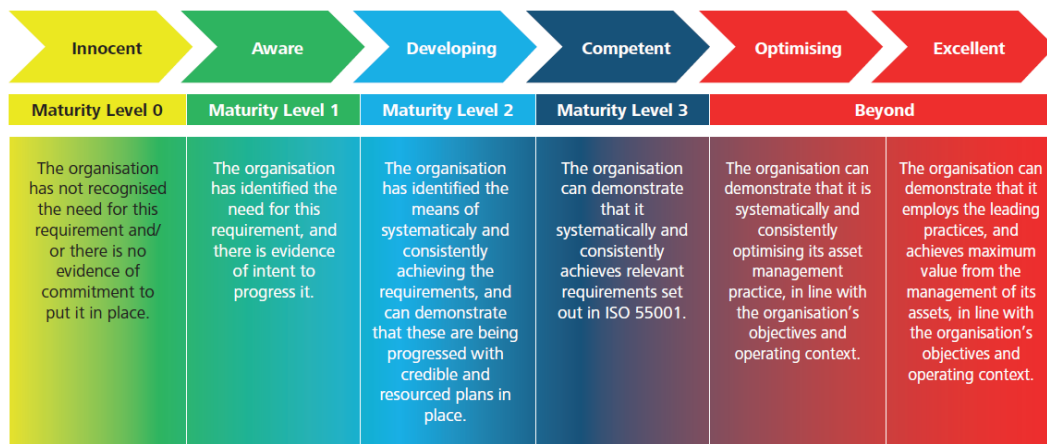 Innocent
Aware
Developing
Competent
Optimising
Excellent
Maturity Level 0
Maturity Level 1
Maturity Level 2
Maturity Level 3
Beyond
The organisation
has not recognised
the need for this
requirement and/
or there is no
evidence of
commitment to
put it in place.
The organisation
has identified the
need for this
requirement, and
there is evidence
of intent to
progress it.
The organisation
has identified the
means of
systematicaly and
consistently
achieving the
requirements, and
can demonstrate
that these are being
progressed with
credible and
resourced plans in
place.
The organisation
can demonstrate
that it
systematically and
consistently
achieves relevant
requirements set
out in ISO 55001.
The organisation can
demonstrate that it is
systematically and
consistently
optimising its asset
management
practice, in line with
the organisation's
objectives and
operating context.
The organisation can
demonstrate that it
employs the leading
practices, and
achieves maximum
value from the
management of its
assets, in line with
the organisation's
objectives and
operating context.